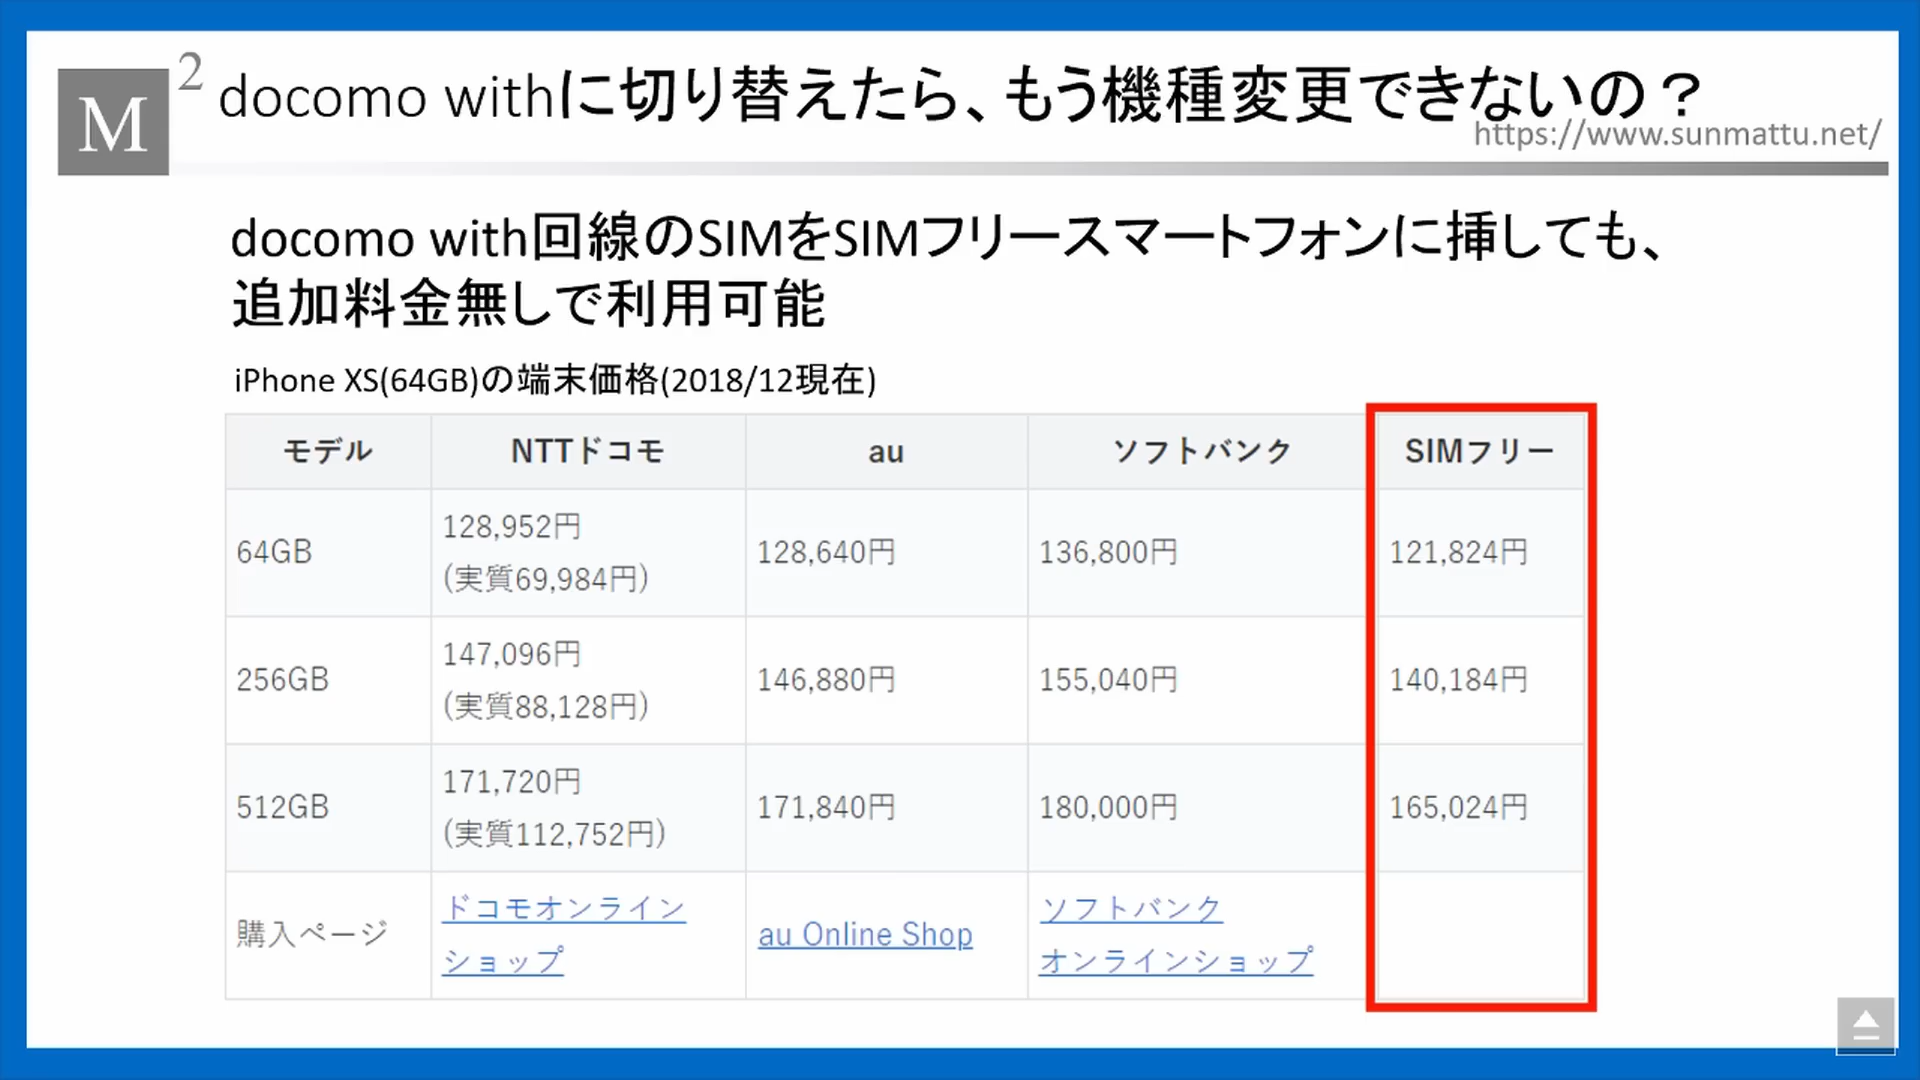 M
2
docomo withに切り替えたら、もう機種変更できないの？
https://www.sunmattu.net/
docomo with回線のSIMをSIMフリースマートフォンに挿しても、
追加料金無しで利用可能
iPhone XS(64GB)の端末価格(2018/12現在)
モデル NTTドコモ au ソフトバンク SIMフリー
64GB 128,952円 (実質69,984円) 128,640円 136,800円 121,824円
256GB 147,096円 (実質88,128円) 146,880円 155,040円 140,184円
512GB 171,720円 (実質112,752円) 171,840円 180,000円 165,024円
購入ページ ドコモオンラインショップ au Online Shop ソフトバンク オンラインショップ